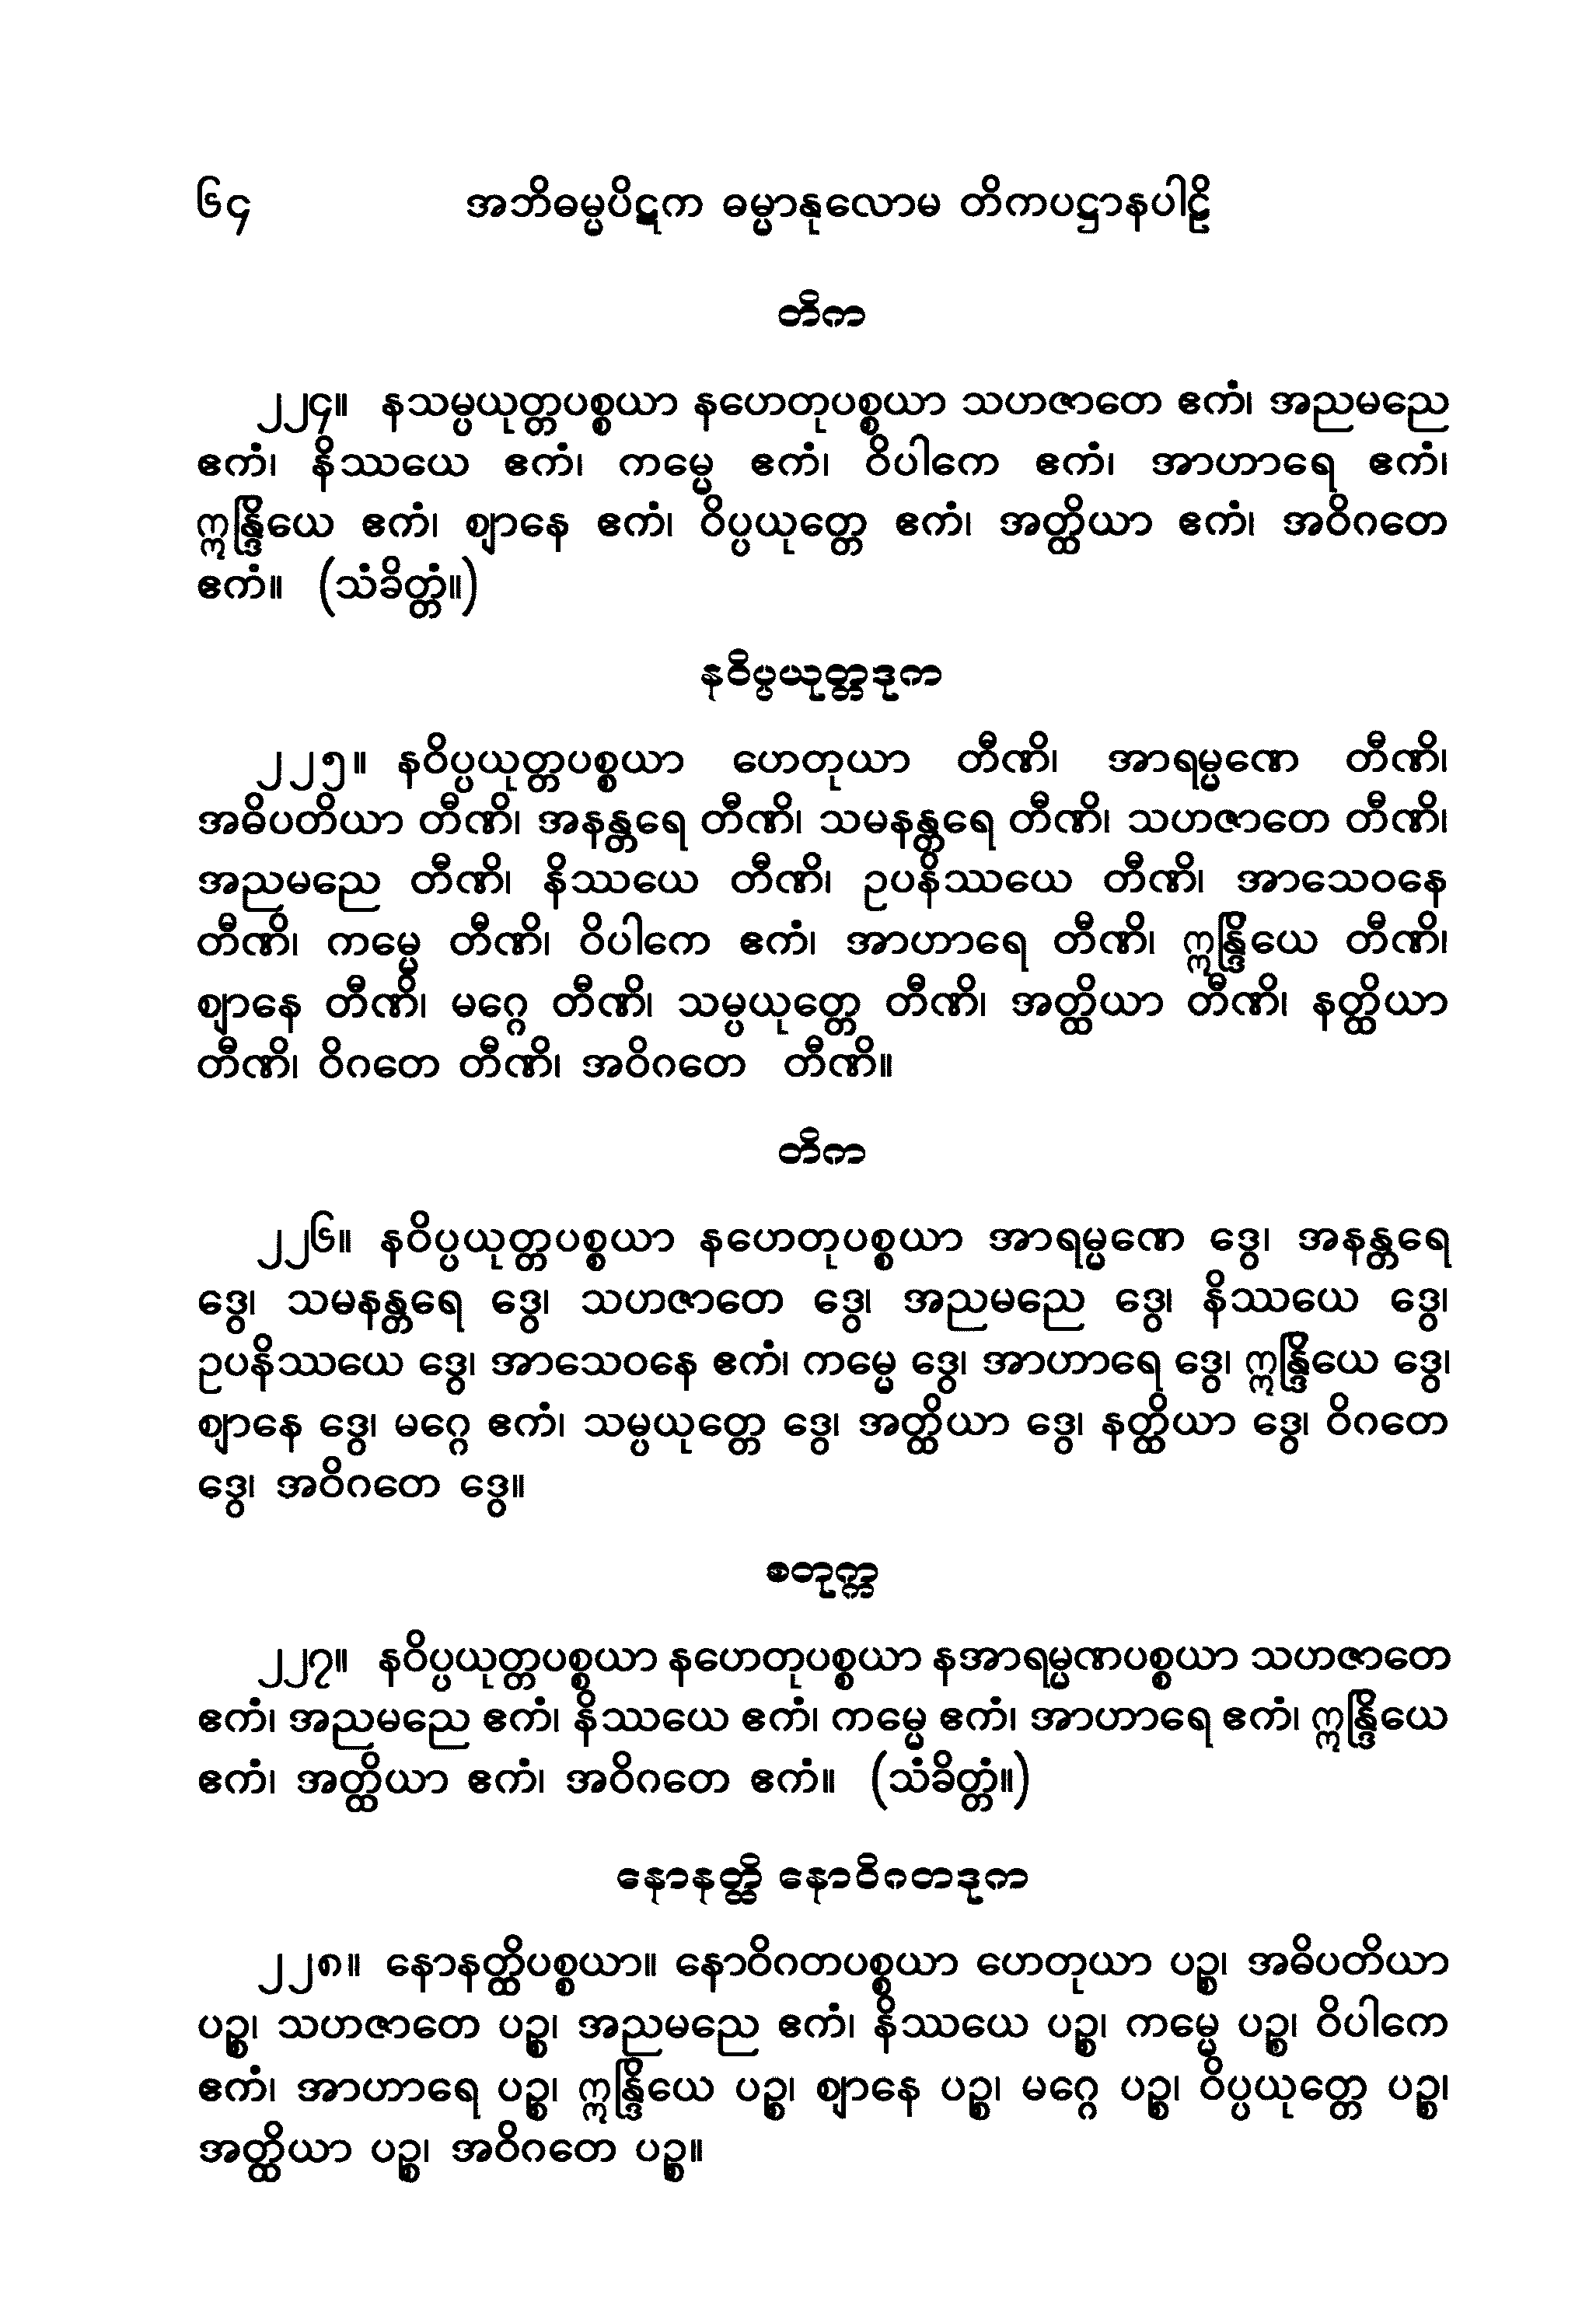 ၆၄ အဘိဓမ္မပိဋက ဓမ္မာနုလောမ တိကပဋ္ဌာနပါဠိ
တိက
၂၂၄။ နသမ္ပယုတ္တပစ္စယာ နဟေတုပစ္စယာ သဟဇာတေ ဧကံ၊ အညမညေ
ဧကံ၊ နိဿယေ ဧကံ၊ ကမ္မေ ဧကံ၊ ဝိပါကေ ဧကံ၊ အာဟာရေ ဧကံ၊
ဣန္ဒြိယေ ဧကံ၊ ဈာနေ ဧကံ၊ ဝိပ္ပယုတ္တေ ဧကံ၊ အတ္ထိယာ ဧကံ၊ အဝိဂတေ
ဧကံ။ (သံခိတ္တံ။)
နဝိပ္ပယုတ္တဒုက
၂၂၅။ နဝိပ္ပယုတ္တပစ္စယာ ဟေတုယာ တီဏိ၊ အာရမ္မဏေ တီဏိ၊
အဓိပတိယာ တီဏိ၊ အနန္တရေ တီဏိ၊ သမနန္တရေ တီဏိ၊ သဟဇာတေ တီဏိ၊
အညမညေ တီဏိ၊ နိဿယေ တီဏိ၊ ဥပနိဿယေ တီဏိ၊ အာသေဝနေ
တီဏိ၊ ကမ္မေ တီဏိ၊ ဝိပါကေ ဧကံ၊ အာဟာရေ တီဏိ၊ ဣန္ဒြိယေ တီဏိ၊
ဈာနေ တီဏိ၊ မဂ္ဂေ တီဏိ၊ သမ္ပယုတ္တေ တီဏိ၊ အတ္ထိယာ တီဏိ၊ နတ္ထိယာ
တီဏိ၊ ဝိဂတေ တီဏိ၊ အဝိဂတေ တီဏိ။
တိက
၂၂၆။ နဝိပ္ပယုတ္တပစ္စယာ နဟေတုပစ္စယာ အာရမ္မဏေ ဒွေ၊ အနန္တရေ
ဒွေ၊ သမနန္တရေ ဒွေ၊ သဟဇာတေ ဒွေ၊ အညမညေ ဒွေ၊ နိဿယေ ဒွေ၊
ဥပနိဿယေ ဒွေ၊ အာသေဝနေ ဧကံ၊ ကမ္မေ ဒွေ၊ အာဟာရေ ဒွေ၊ ဣန္ဒြိယေ ဒွေ၊
ဈာနေ ဒွေ၊ မဂ္ဂေ ဧကံ၊ သမ္ပယုတ္တေ ဒွေ၊ အတ္ထိယာ ဒွေ၊ နတ္ထိယာ ဒွေ၊ ဝိဂတေ
ဒွေ၊ အဝိဂတေ ဒွေ။
စတုက္က
၂၂၇။ နဝိပ္ပယုတ္တပစ္စယာ နဟေတုပစ္စယာ နအာရမ္မဏပစ္စယာ သဟဇာတေ
ဧကံ၊ အညမညေ ဧကံ၊ နိဿယေ ဧကံ၊ ကမ္မေ ဧကံ၊ အာဟာရေ ဧကံ၊ ဣန္ဒြိယေ
ဧကံ၊ အတ္ထိယာ ဧကံ၊ အဝိဂတေ ဧကံ။ (သံခိတ္တံ။)
နောနတ္ထိ နောဝိဂတဒုက
၂၂၈။ နောနတ္ထိပစ္စယာ။ နောဝိဂတပစ္စယာ ဟေတုယာ ပဉ္စ၊ အဓိပတိယာ
ပဉ္စ၊ သဟဇာတေ ပဉ္စ၊ အညမညေ ဧကံ၊ နိဿယေ ပဉ္စ၊ ကမ္မေ ပဉ္စ၊ ဝိပါကေ
ဧကံ၊ အာဟာရေ ပဉ္စ၊ ဣန္ဒြိယေ ပဉ္စ၊ ဈာနေ ပဉ္စ၊ မဂ္ဂေ ပဉ္စ၊ ဝိပ္ပယုတ္တေ ပဉ္စ၊
အတ္ထိယာ ပဉ္စ၊ အဝိဂတေ ပဉ္စ။